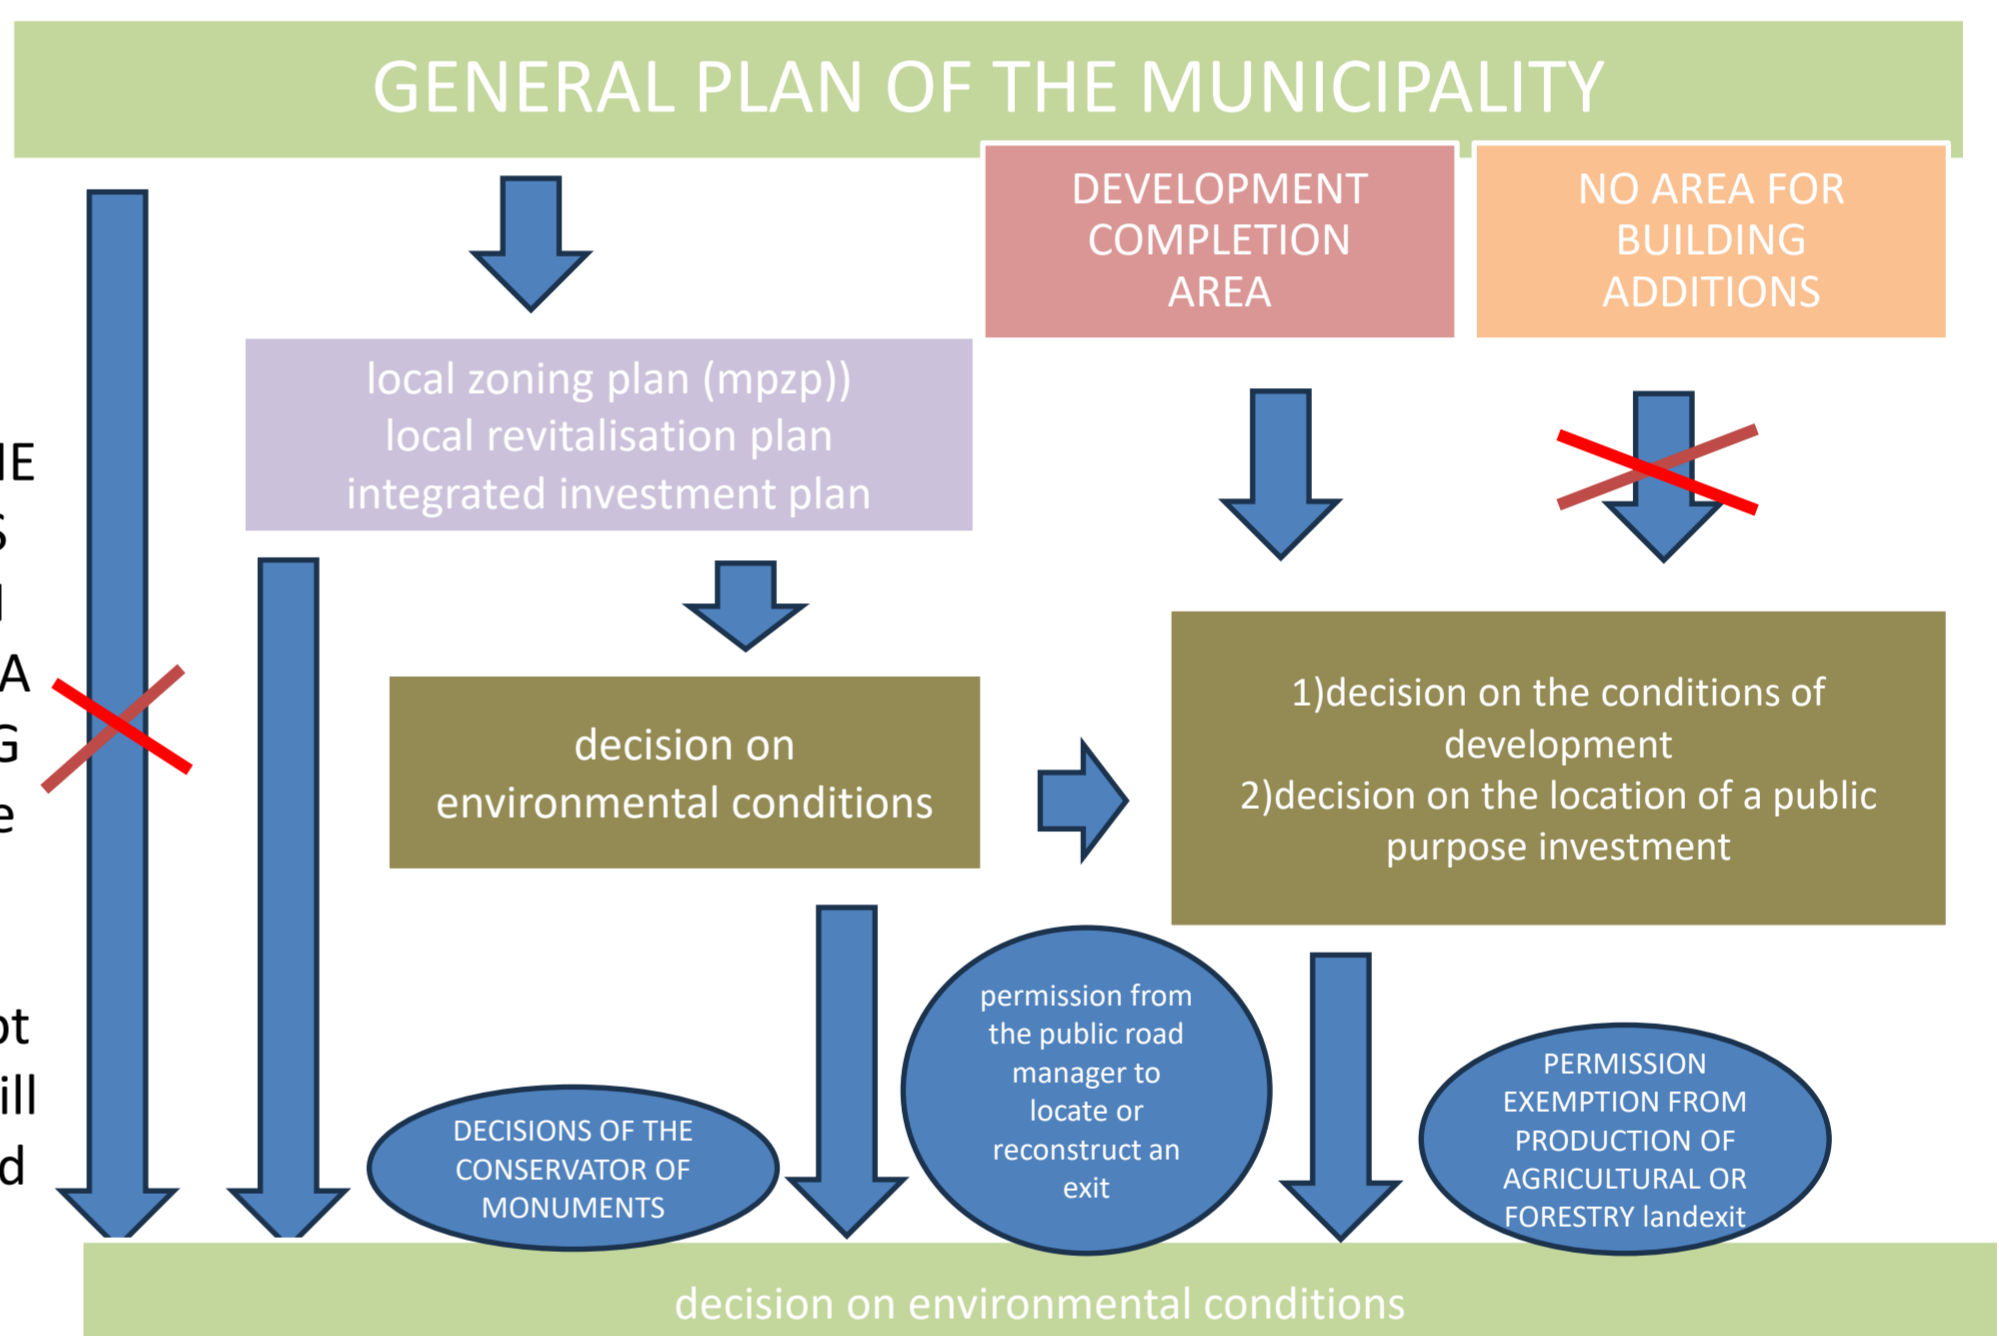 GENERAL PLAN OF THE MUNICIPALITY
DEVELOPMENT
COMPLETION
AREA
NO AREA FOR
BUILDING
ADDITIONS
local zoning plan (mpzp))
local revitalisation plan
integrated investment plan
A
G
decision on
environmental conditions
1)decision on the conditions of
development
2)decision on the location of a public
purpose investment
permission from
the public road
manager to
locate or
reconstruct an
exit
PERMISSION
EXEMPTION FROM
PRODUCTION OF
AGRICULTURAL OR
FORESTRY landexit
DECISIONS OF THE
CONSERVATOR OF
MONUMENTS
decision on environmental conditions